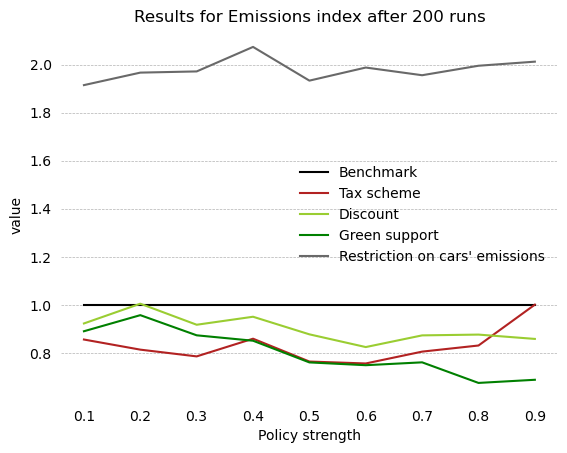 Results for Emissions index after 200 runs
2.0
1.8
1.6
1.4
1.2
1.0
0.8
value
Benchmark
Tax scheme
Discount
Green support
Restriction on cars' emissions
0.1 0.2 0.3 0.4 0.5 0.6 0.7 0.8 0.9
Policy strength